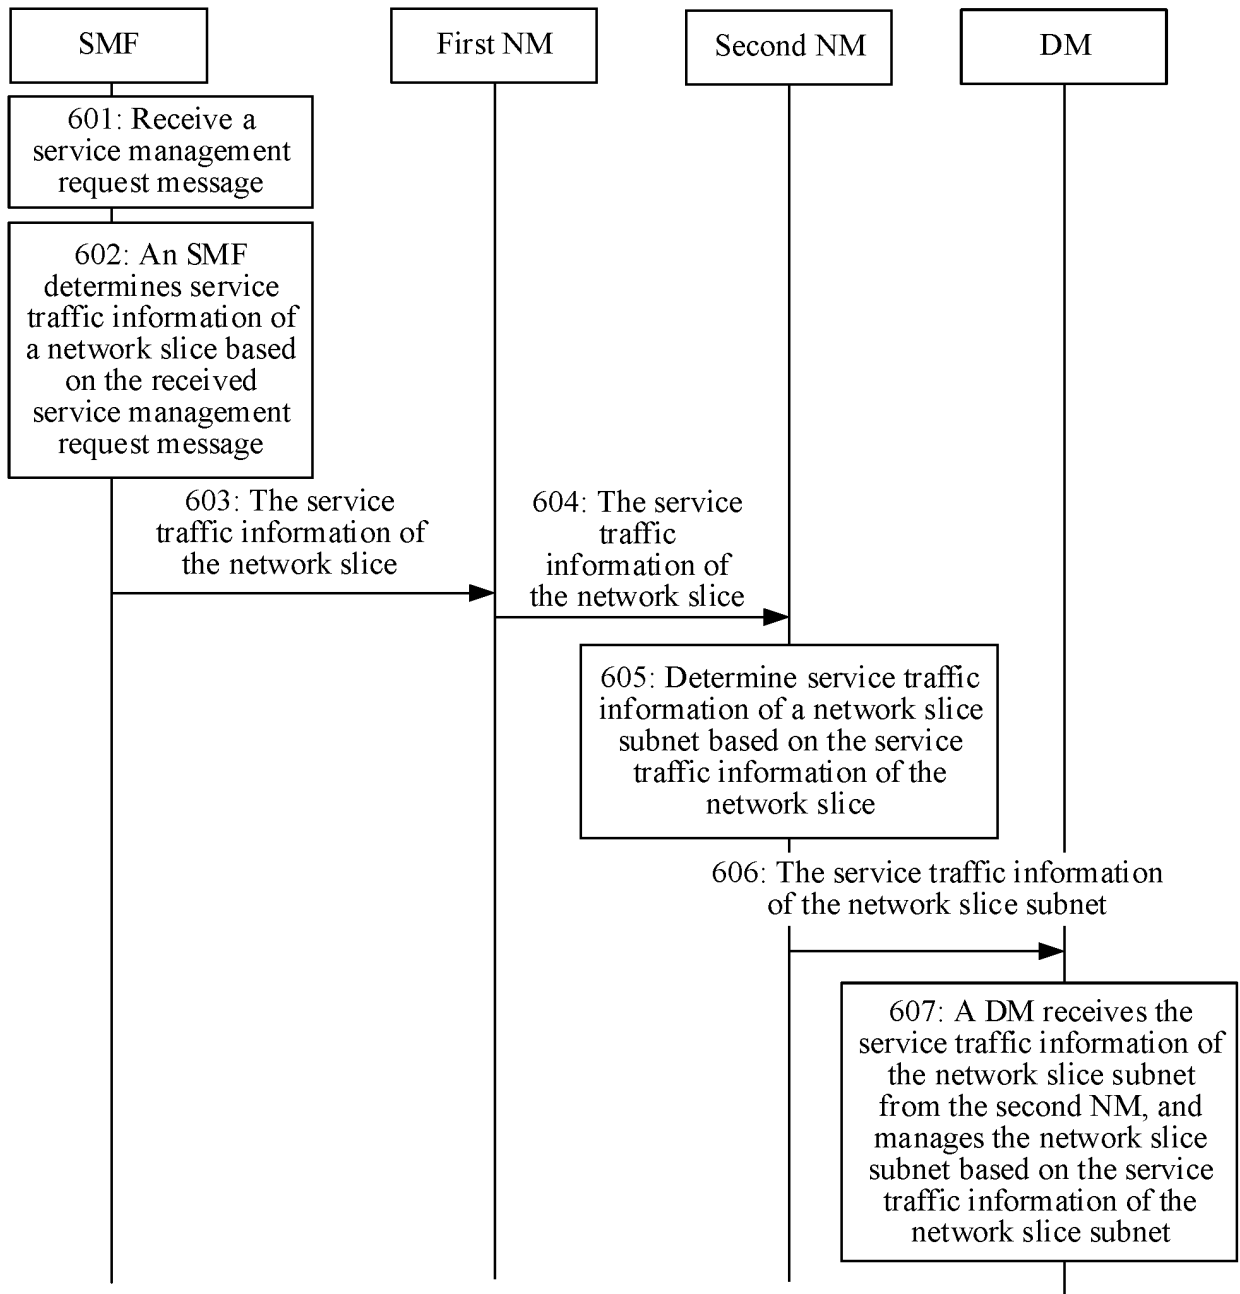 SMF
First NM
Second NM
DM
601: Receive a
service management
request message
602: An SMF
determines service
traffic information of
a network slice based
on the received
service management
request message
603: The service
traffic information of
the network slice
604: The service
traffic
information of
the network slice
605: Determine service traffic
information of a network slice
subnet based on the service
traffic information of the
network slice
606: The service traffic information
of the network slice subnet
607: A DM receives the
service traffic information of
the network slice subnet
from the second NM, and
manages the network slice
subnet based on the service
traffic information of the
network slice subnet